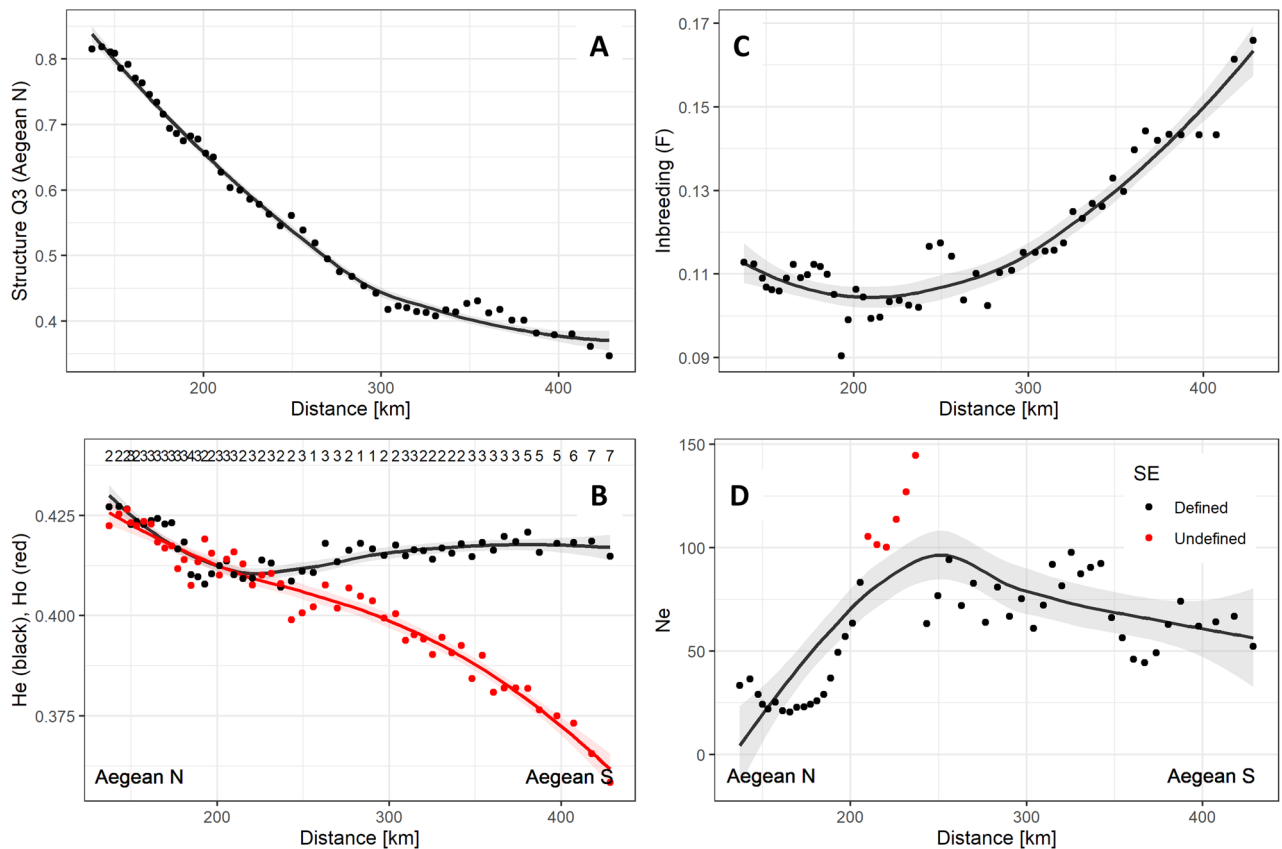 A
Structure Q3 (Aegean N)
0.8
0.7
0.6
0.5
0.4
200
300
400
Distance [km]
C
Inbreeding (F)
0.17
0.15
0.13
0.11
0.09
200
300
400
Distance [km]
B
He (black), Ho (red)
0.425
0.400
0.375
Aegean N
Aegean S
200
300
400
Distance [km]
D
Ne
150
100
50
0
SE
Defined
Undefined
Aegean N
Aegean S
200
300
400
Distance [km]